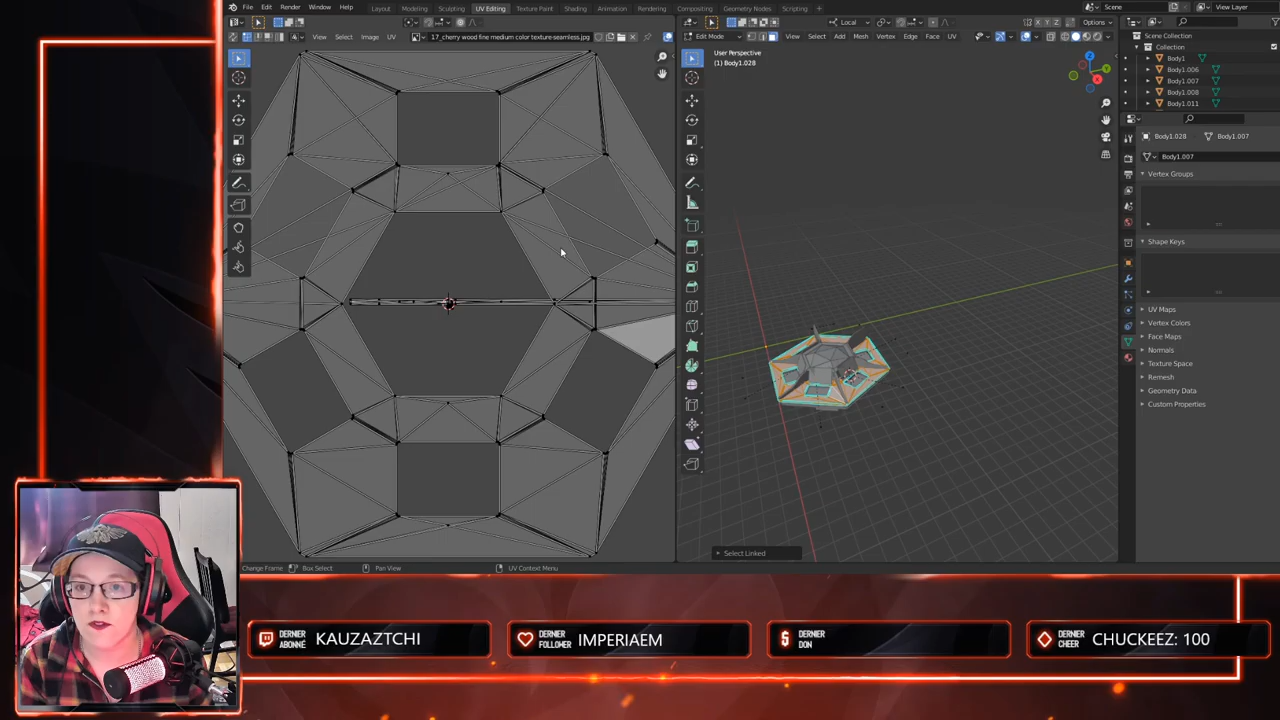 File Edit Render Window Help
Layout Modeling Sculpting UV Editing Texture Paint Shading Animation Rendering Compositing Geometry Nodes Scripting +
Scene
View Layer
View Select Image UV
17_cherry wood fine medium color texture-seamless.jpg
Local
Options
X Y Z
Edit Mode
View Select Add Mesh Vertex Edge Face UV
User Perspective
(1) Body1.028
Scene Collection
Collection
Body1
Body1.006
Body1.007
Body1.008
Body1.011
Body1.028 Body1.007
Body1.007
Vertex Groups
Shape Keys
UV Maps
Vertex Colors
Face Maps
Normals
Texture Space
Remesh
Geometry Data
Custom Properties
Select Linked
Change Frame Box Select Pan View UV Context Menu
DERNIER ABONNE KAUZAZTCHI
DERNIER FOLLOWER IMPERIAEM
DERNIER DON
DERNIER CHEER CHUCKEEZ: 100